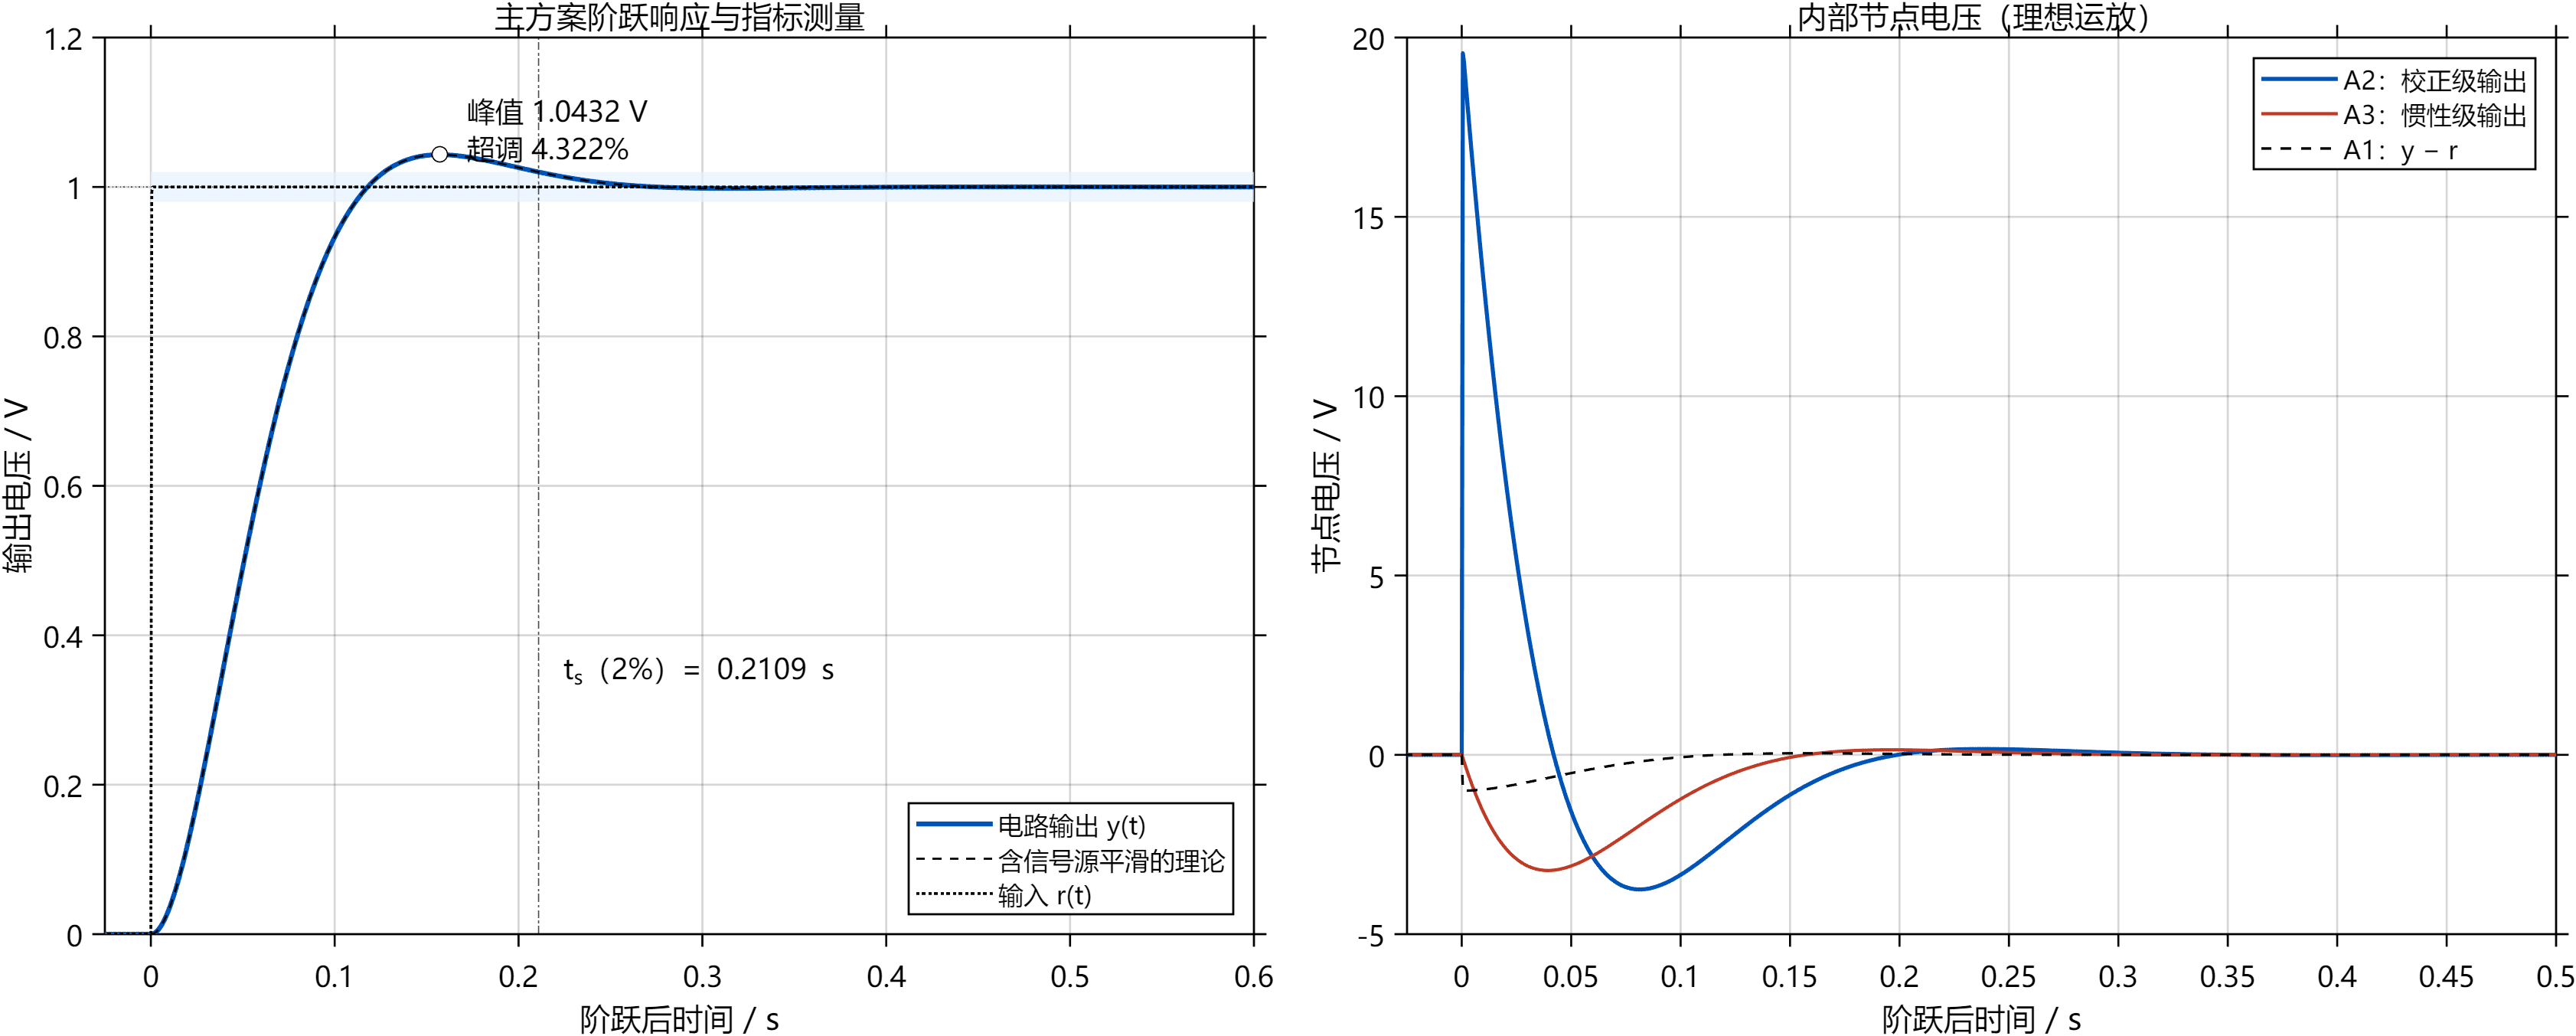 主方案阶跃响应与指标测量
1.2
1
0.8
0.6
0.4
0.2
0
输出电压 / V
峰值 1.0432 V
超调 4.322%
ts（2%）= 0.2109 s
电路输出 y(t)
含信号源平滑的理论
输入 r(t)
0 0.1 0.2 0.3 0.4 0.5 0.6
阶跃后时间 / s
内部节点电压（理想运放）
20
15
10
5
0
-5
节点电压 / V
A2：校正级输出
A3：惯性级输出
A1：y − r
0 0.05 0.1 0.15 0.2 0.25 0.3 0.35 0.4 0.45 0.5
阶跃后时间 / s